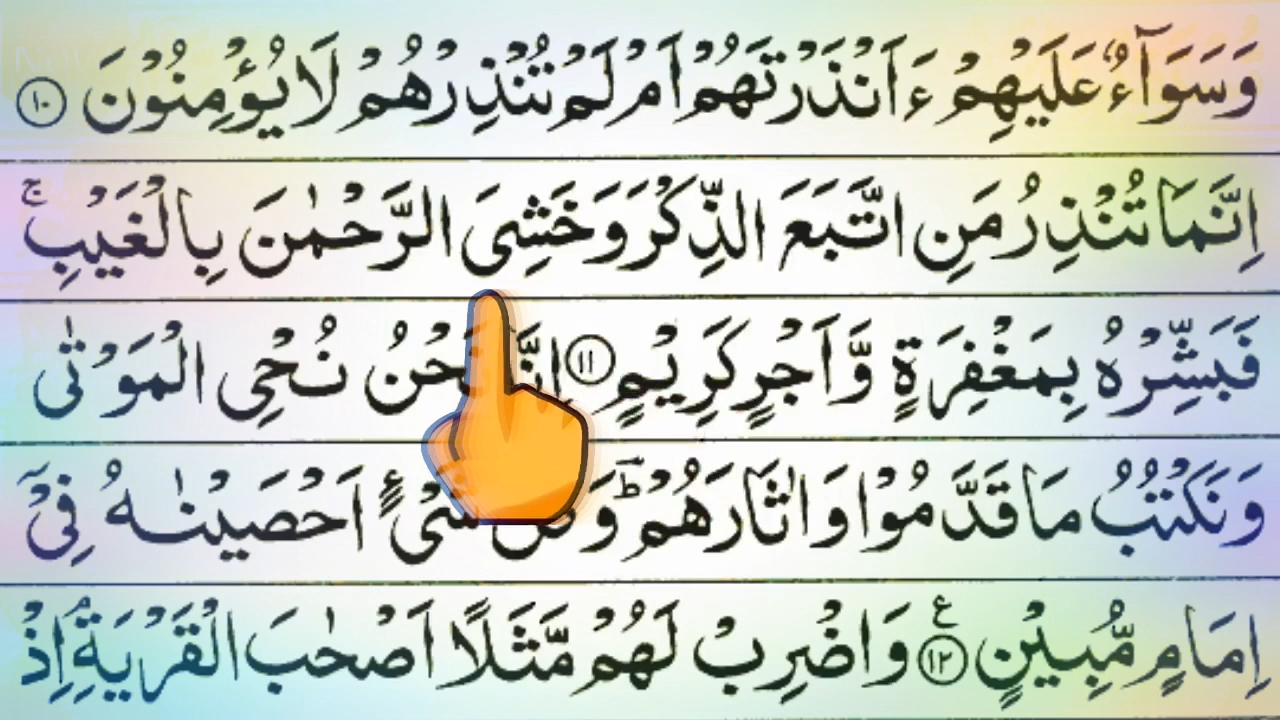 وَسَوَآءٌ عَلَيْهِمْ ءَاَنْذَرْتَهُمْ اَمْ لَمْ تُنْذِرْهُمْ لَا يُؤْمِنُوْنَ ۝١٠
اِنَّمَا تُنْذِرُ مَنِ اتَّبَعَ الذِّكْرَ وَخَشِىَ الرَّحْمٰنَ بِالْغَيْبِ ۚ
فَبَشِّرْهُ بِمَغْفِرَةٍ وَّاَجْرٍ كَرِيْمٍ ۝١١ نُحْىِ الْمَوْتٰى
وَنَكْتُبُ مَا قَدَّمُوْا وَاٰثَارَهُمْ ؕ اَحْصَيْنٰهُ فِىْٓ
اِمَامٍ مُّبِيْنٍ ۝١٢ ع وَاضْرِبْ لَهُمْ مَّثَلًا اَصْحٰبَ الْقَرْيَةِ ۘ اِذْ